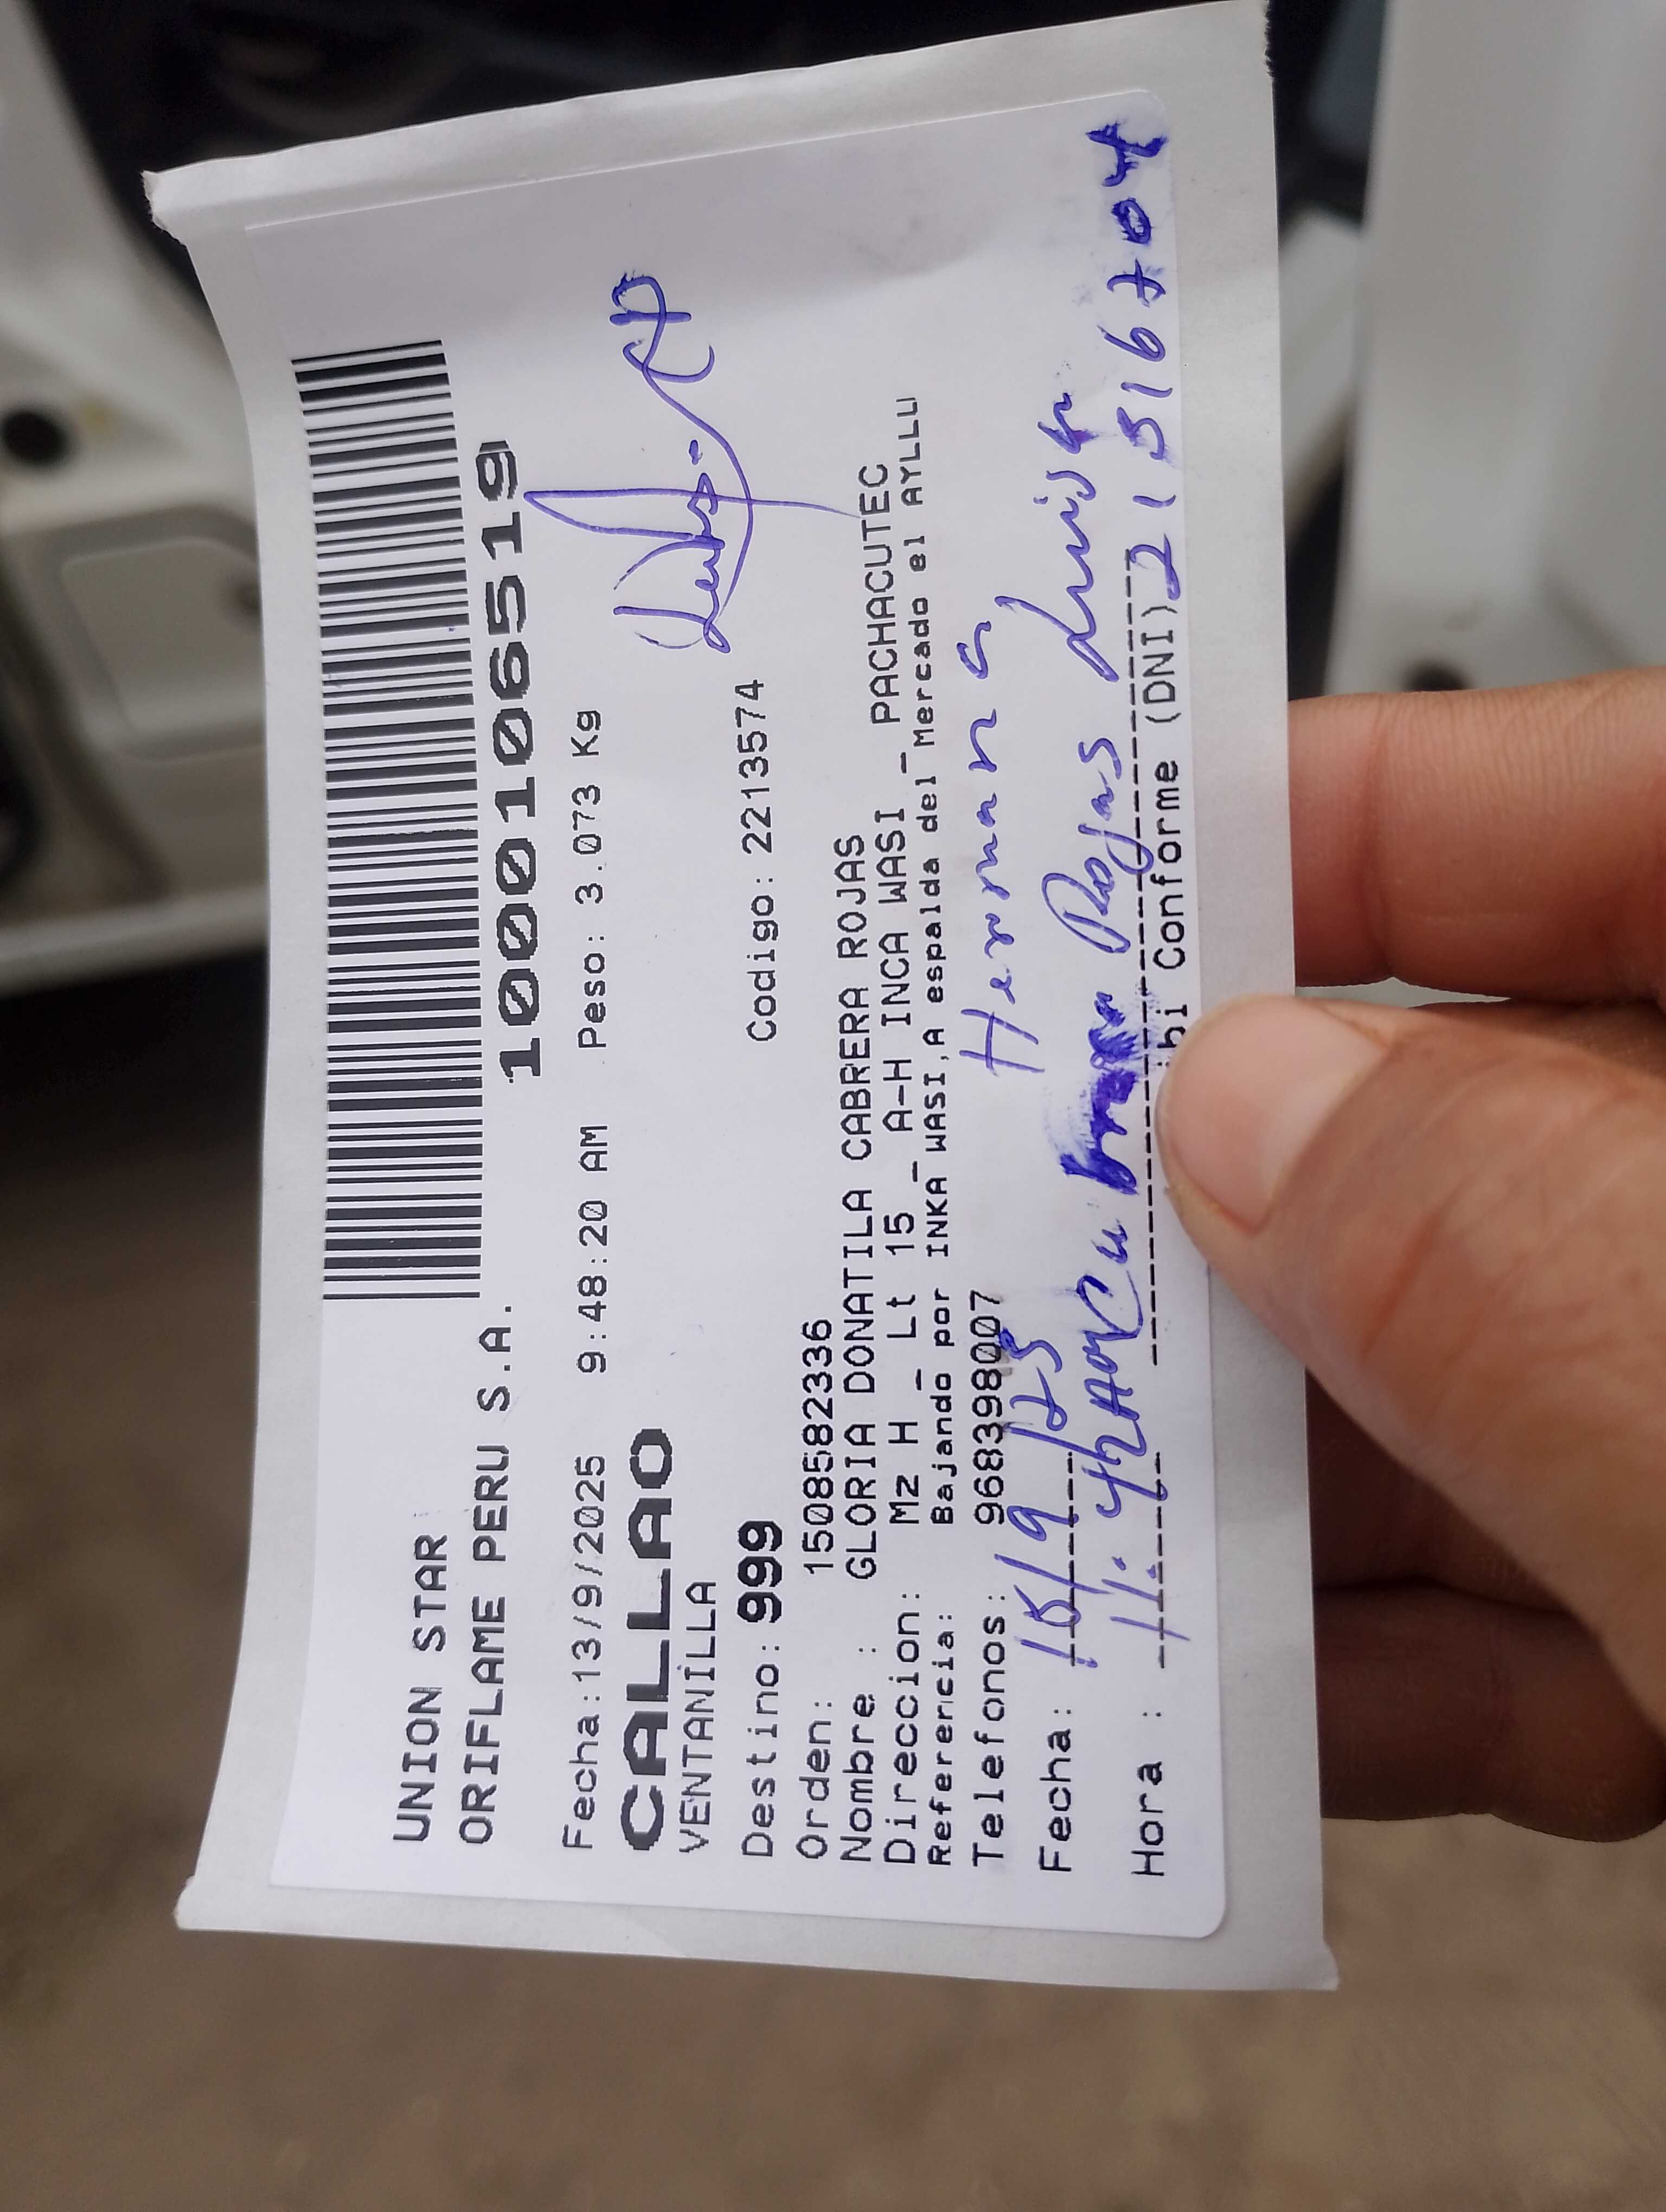 UNION STAR
ORIFLAME PERU S.A.
1000106519
Fecha:13/9/2025 9:48:20 AM Peso: 3.073 Kg
CALLAO
VENTANILLA
Destino: 999 Codigo: 2213574
Orden: 1508582336
Nombre : GLORIA DONATILA CABRERA ROJAS
Direccion: Mz H _ Lt 15 _ A-H INCA WASI _ PACHACUTEC
Referencia: Bajando por INKA WASI,A espalda del Mercado el AYLLU
Telefonos: 968398007
Hermana
Fecha: 15/9/25
Hora : 11:42 Rojas Luisa
bi Conforme (DNI) 21516704